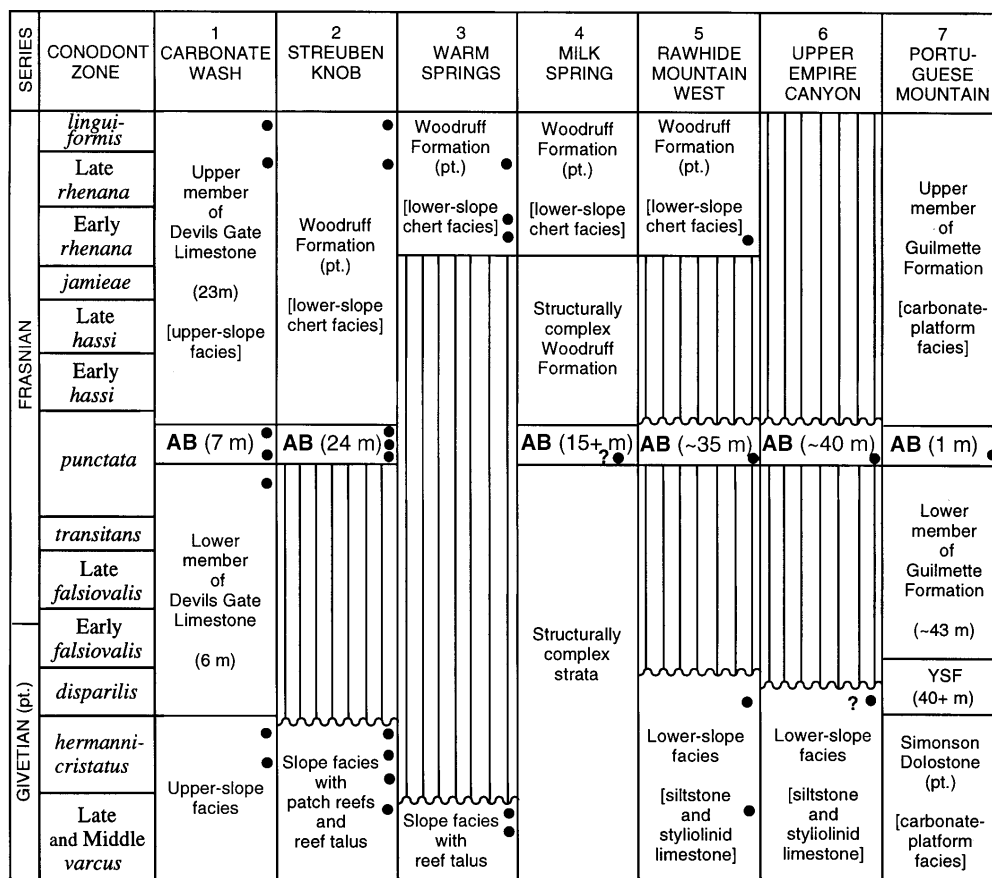 SERIES
CONODONT
ZONE
1
CARBONATE
WASH
2
STREUBEN
KNOB
3
WARM
SPRINGS
4
MILK
SPRING
5
RAWHIDE
MOUNTAIN
WEST
6
UPPER
EMPIRE
CANYON
7
PORTU-
GUESE
MOUNTAIN
FRASNIAN
GIVETIAN (pt.)
lingui-
formis
Late
rhenana
Early
rhenana
jamieae
Late
hassi
Early
hassi
punctata
transitans
Late
falsiovalis
Early
falsiovalis
disparilis
hermanni-
cristatus
Late
and Middle
varcus
Upper
member
of
Devils Gate
Limestone
(23m)
[upper-slope
facies]
AB (7 m)
Lower
member
of
Devils Gate
Limestone
(6 m)
Upper-slope
facies
Woodruff
Formation
(pt.)
[lower-slope
chert facies]
AB (24 m)
Slope facies
with
patch reefs
and
reef talus
Woodruff
Formation
(pt.)
[lower-slope
chert facies]
Slope facies
with
reef talus
Woodruff
Formation
(pt.)
[lower-slope
chert facies]
Structurally
complex
Woodruff
Formation
AB (15+ m)
?
Structurally
complex
strata
Woodruff
Formation
(pt.)
[lower-slope
chert facies]
AB (~35 m)
Lower-slope
facies
[siltstone
and
styliolinid
limestone]
AB (~40 m)
?
Lower-slope
facies
[siltstone
and
styliolinid
limestone]
Upper
member
of
Guilmette
Formation
[carbonate-
platform
facies]
AB (1 m)
Lower
member
of
Guilmette
Formation
(~43 m)
YSF
(40+ m)
Simonson
Dolostone
(pt.)
[carbonate-
platform
facies]